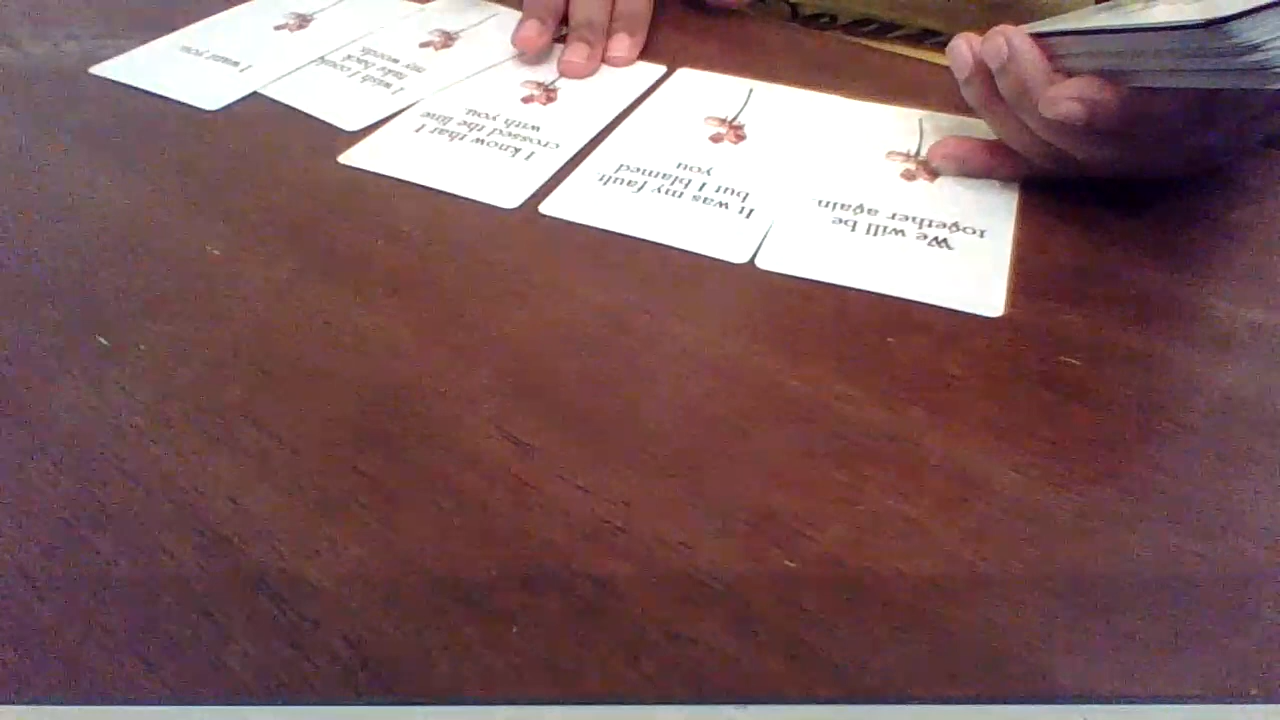 I want you.
I wish I could
take back
my words.
I know that I
crossed the line
with you.
It was my fault,
but I blamed
you
We will be
together again.